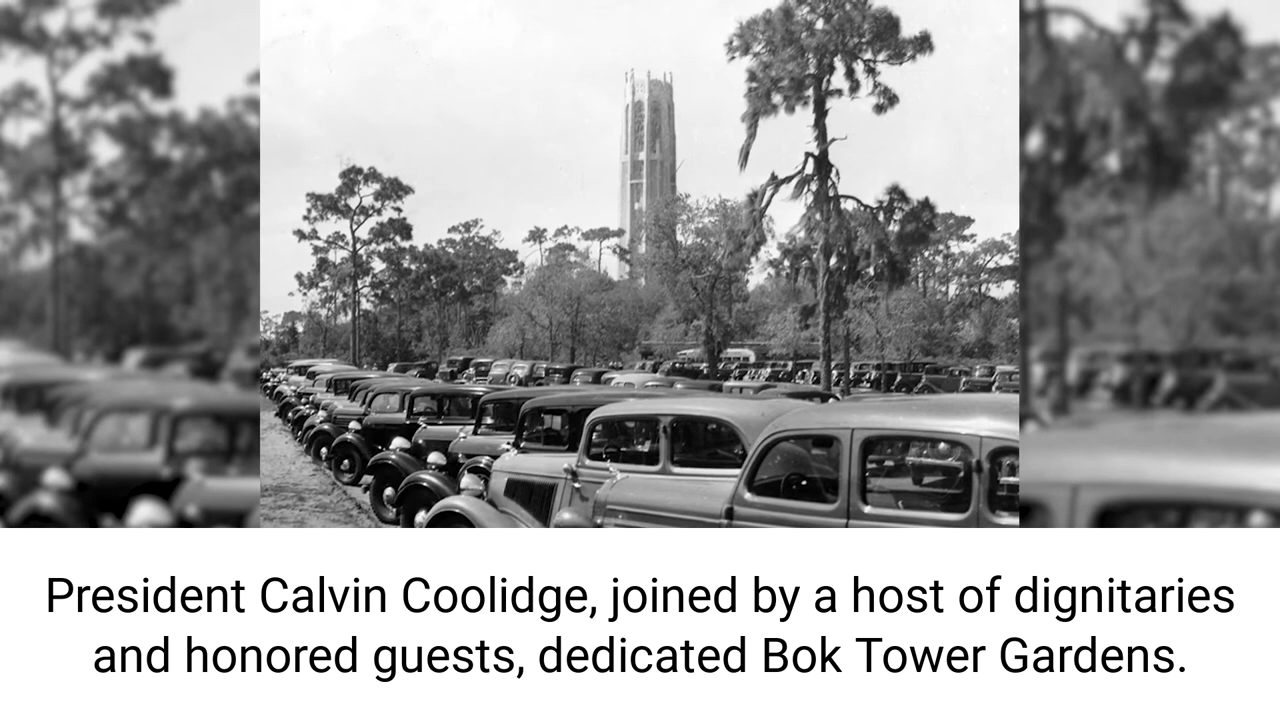 President Calvin Coolidge, joined by a host of dignitaries
and honored guests, dedicated Bok Tower Gardens.